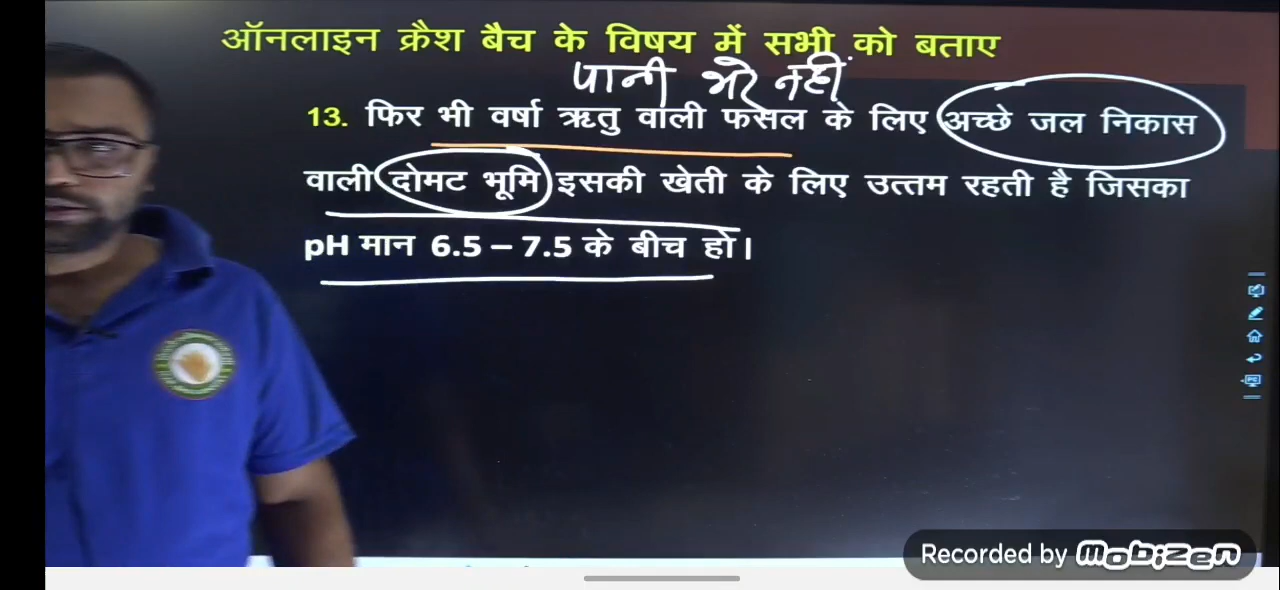 ऑनलाइन क्रैश बैच के विषय में सभी को बताए
पानी भरे नहीं
13. फिर भी वर्षा ऋतु वाली फसल के लिए अच्छे जल निकास
वाली दोमट भूमि इसकी खेती के लिए उत्तम रहती है जिसका
pH मान 6.5 – 7.5 के बीच हो।
Recorded by mobizen